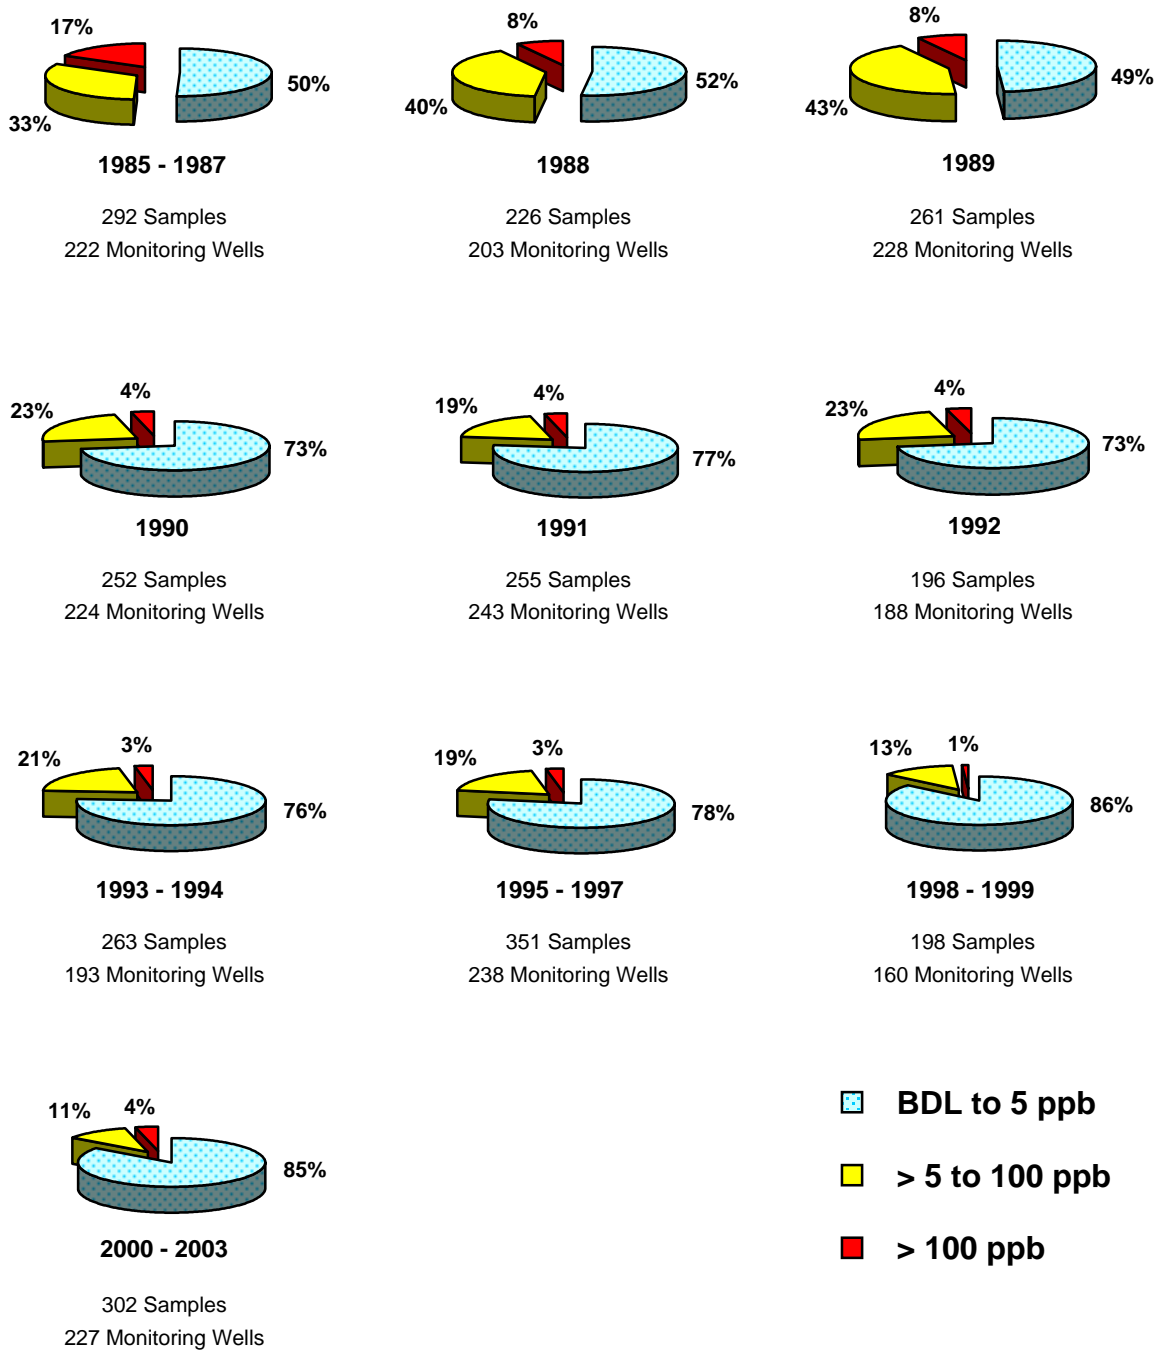 17%
50%
33%
1985 - 1987
292 Samples
222 Monitoring Wells
8%
52%
40%
1988
226 Samples
203 Monitoring Wells
8%
49%
43%
1989
261 Samples
228 Monitoring Wells
4%
23%
73%
1990
252 Samples
224 Monitoring Wells
4%
19%
77%
1991
255 Samples
243 Monitoring Wells
4%
23%
73%
1992
196 Samples
188 Monitoring Wells
3%
21%
76%
1993 - 1994
263 Samples
193 Monitoring Wells
3%
19%
78%
1995 - 1997
351 Samples
238 Monitoring Wells
1%
13%
86%
1998 - 1999
198 Samples
160 Monitoring Wells
11%
4%
85%
2000 - 2003
302 Samples
227 Monitoring Wells
BDL to 5 ppb
> 5 to 100 ppb
> 100 ppb